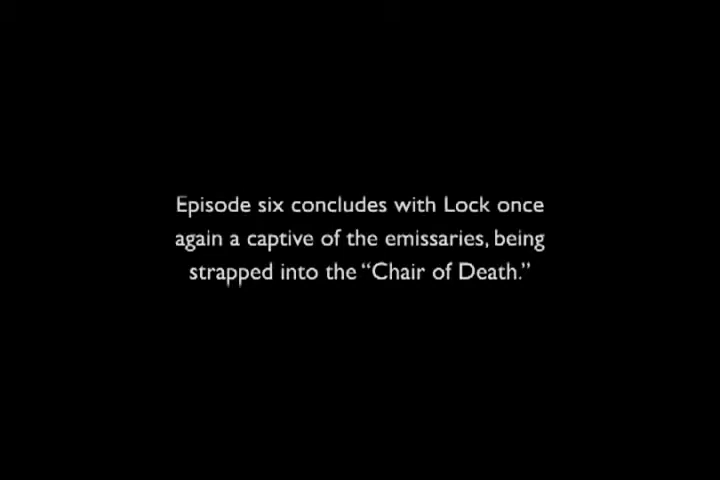 Episode six concludes with Lock once
again a captive of the emissaries, being
strapped into the “Chair of Death.”